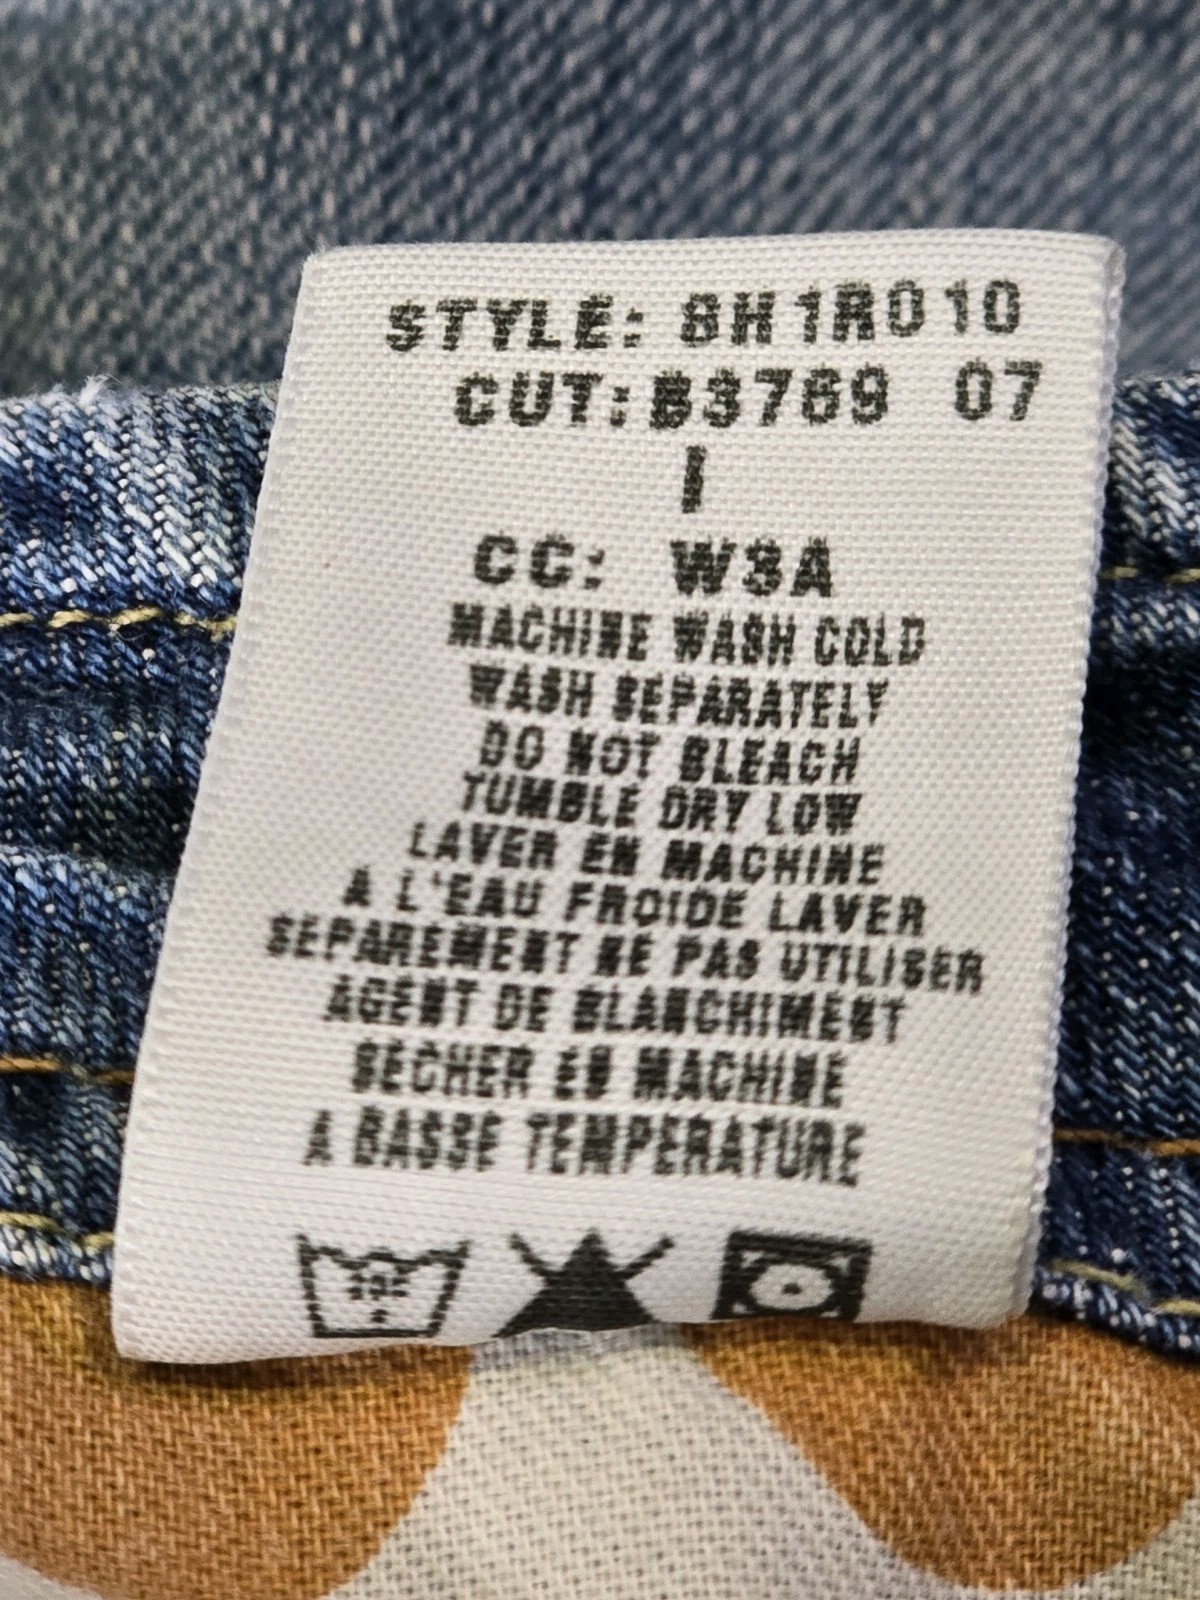 STYLE: 8H1R010
CUT:B3769 07
I
CC: W3A
MACHINE WASH COLD
WASH SEPARATELY
DO NOT BLEACH
TUMBLE DRY LOW
LAVER EN MACHINE
A L'EAU FROIDE LAVER
SEPAREMENT NE PAS UTILISER
AGENT DE BLANCHIMENT
SECHER EN MACHINE
A BASSE TEMPERATURE